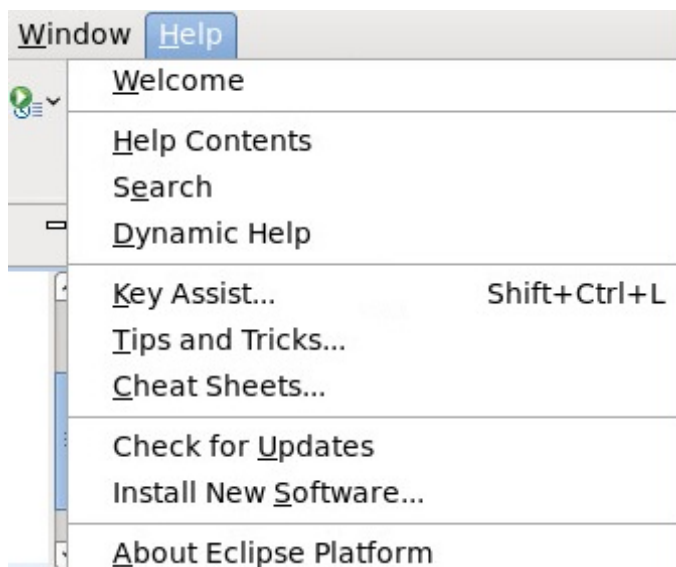 Window Help
Welcome
Help Contents
Search
Dynamic Help
Key Assist... Shift+Ctrl+L
Tips and Tricks...
Cheat Sheets...
Check for Updates
Install New Software...
About Eclipse Platform